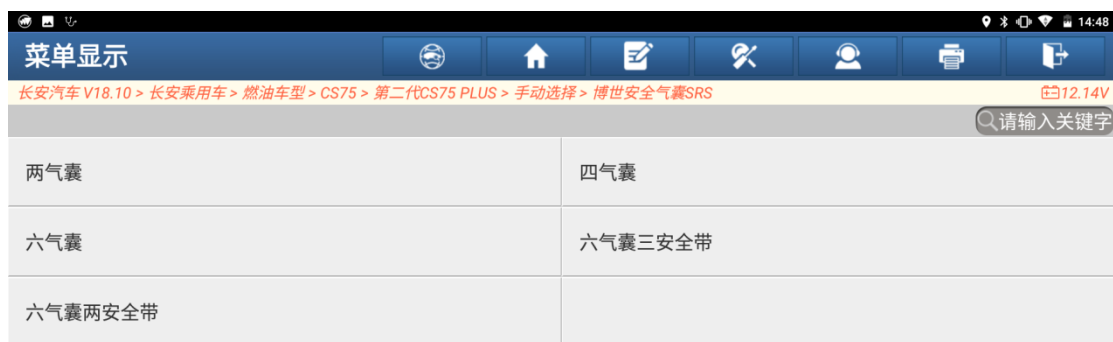 14:48
菜单显示
长安汽车 V18.10 > 长安乘用车 > 燃油车型 > CS75 > 第二代CS75 PLUS > 手动选择 > 博世安全气囊SRS 12.14V
请输入关键字
两气囊 四气囊
六气囊 六气囊三安全带
六气囊两安全带